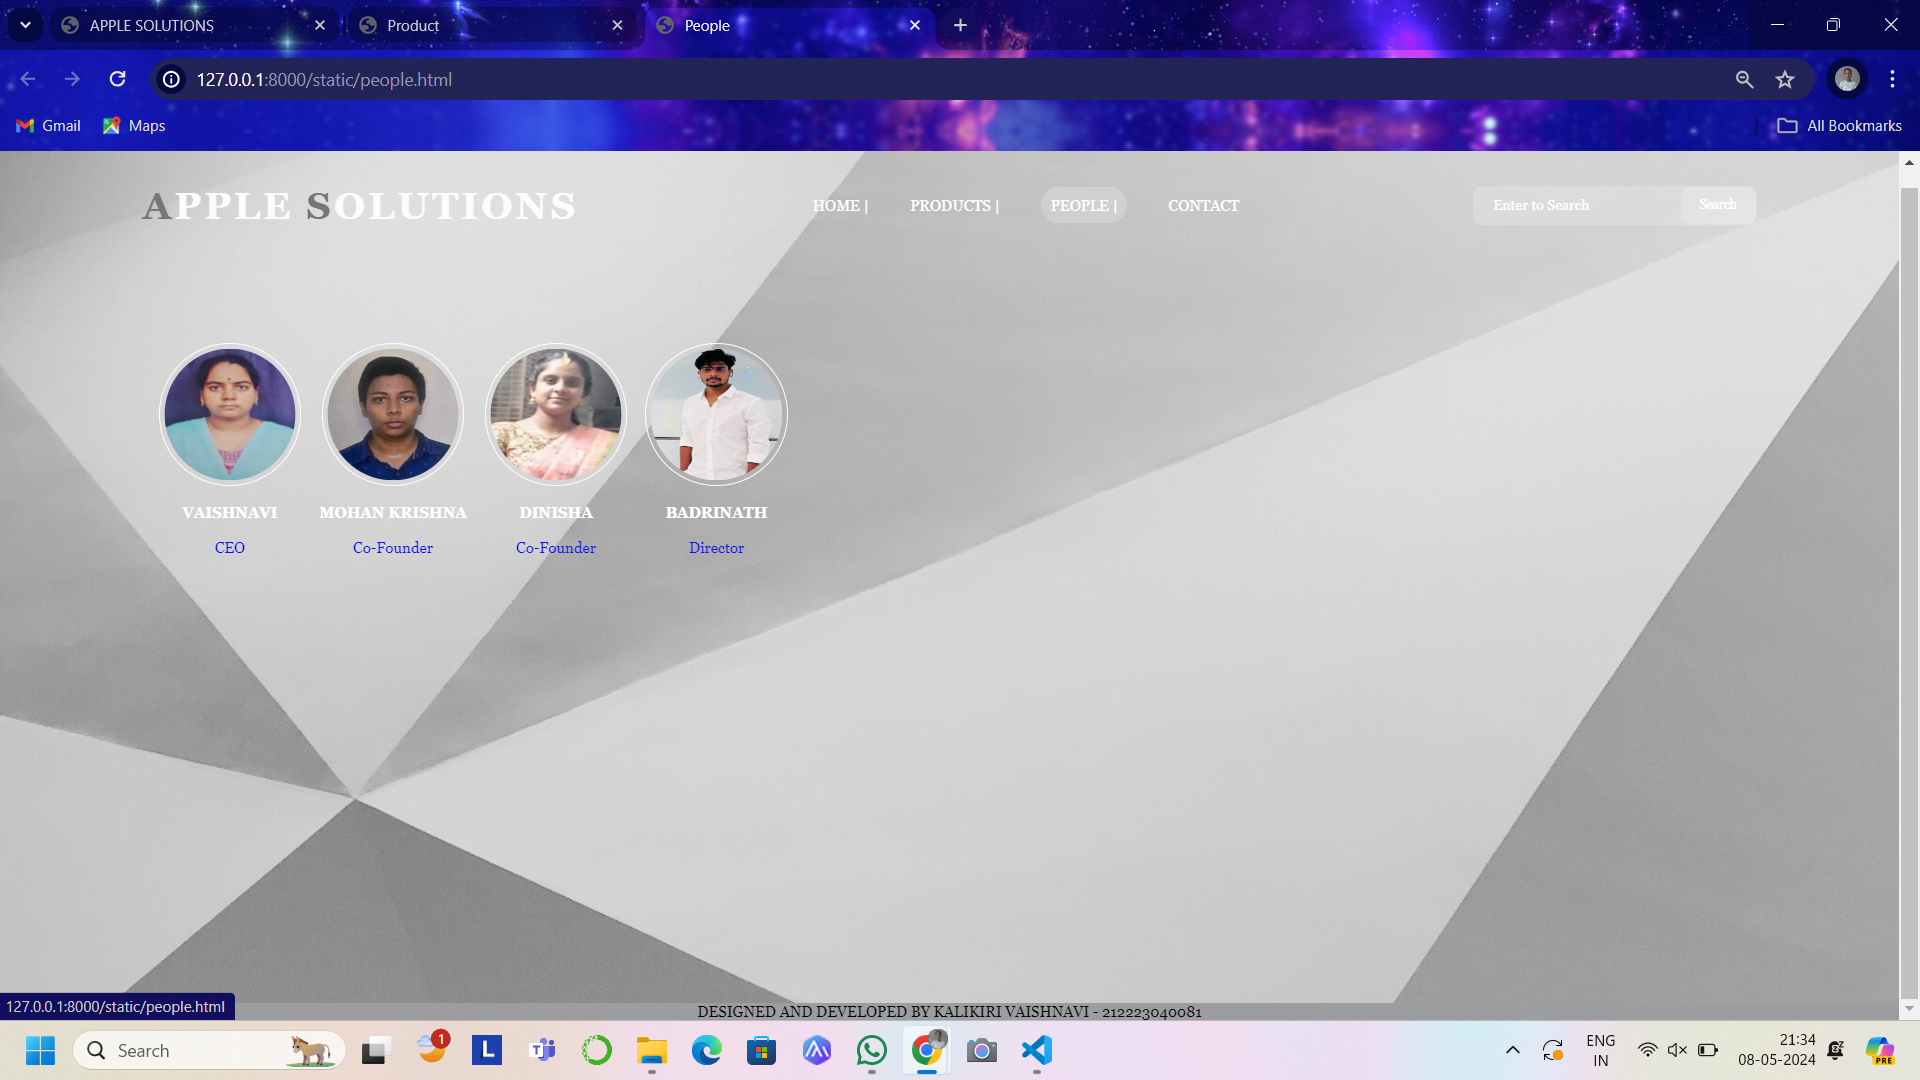 APPLE SOLUTIONS
Product
People
127.0.0.1:8000/static/people.html
Gmail
Maps
All Bookmarks
APPLE SOLUTIONS
HOME |
PRODUCTS |
PEOPLE |
CONTACT
Enter to Search
Search
VAISHNAVI
MOHAN KRISHNA
DINISHA
BADRINATH
CEO
Co-Founder
Co-Founder
Director
127.0.0.1:8000/static/people.html
DESIGNED AND DEVELOPED BY KALIKIRI VAISHNAVI - 212223040081
Search
1
L
ENG
IN
21:34
08-05-2024
PRE